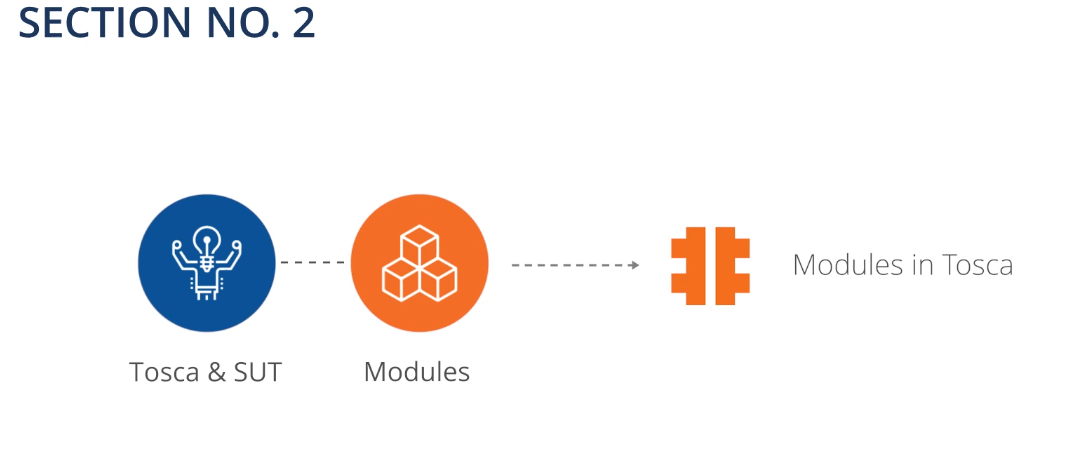 SECTION NO. 2
Modules in Tosca
Tosca & SUT
Modules